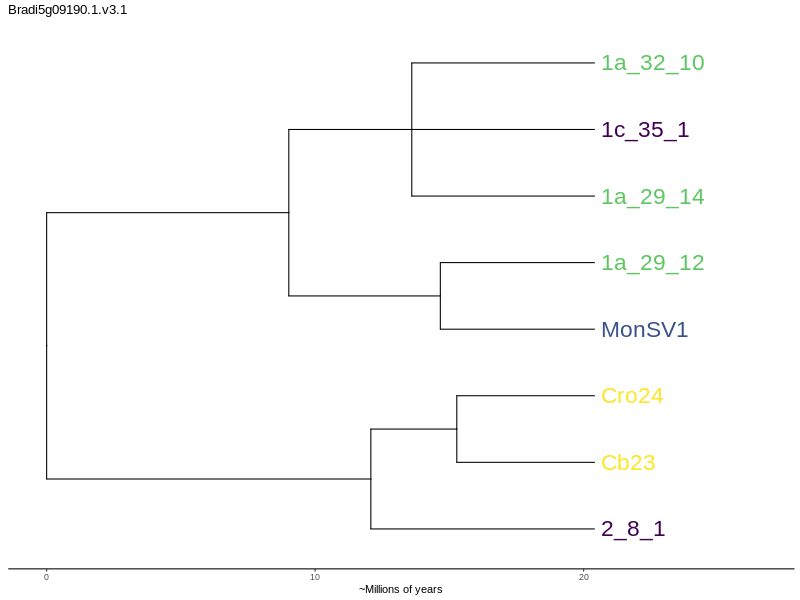 Bradi5g09190.1.v3.1
1a_32_10
1c_35_1
1a_29_14
1a_29_12
MonSV1
Cro24
Cb23
2_8_1
0 10 20
~Millions of years